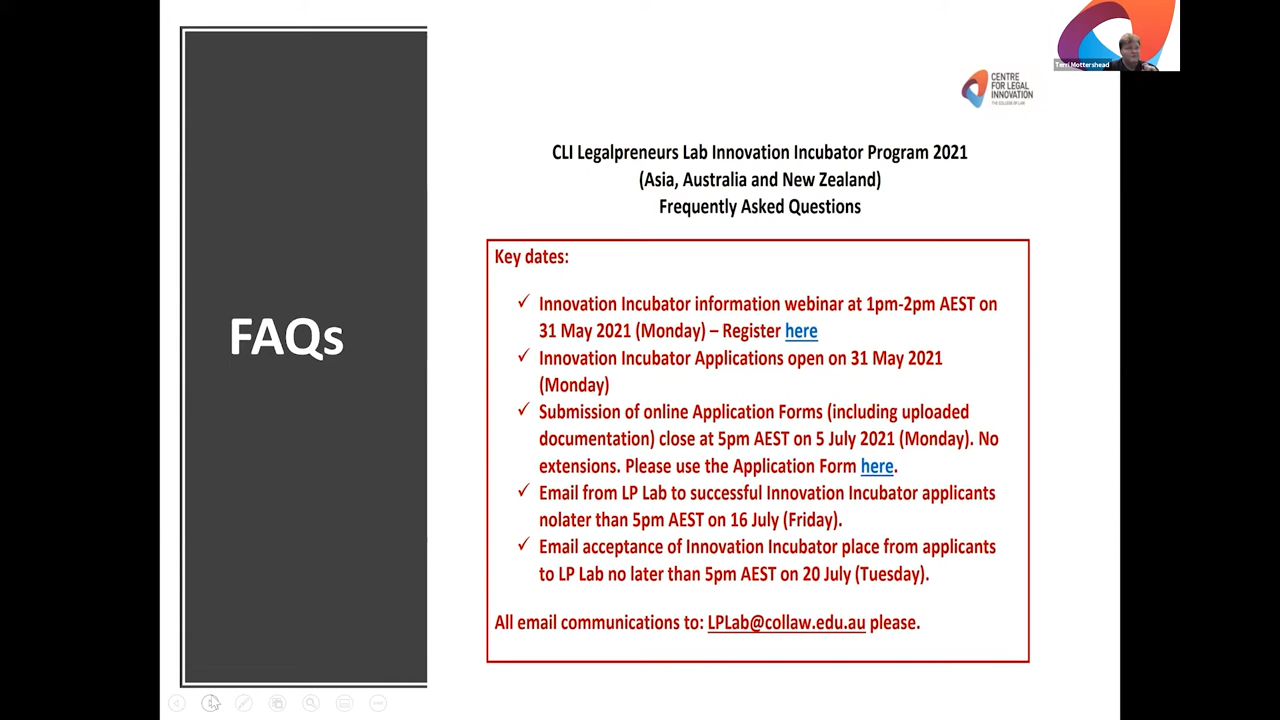 Terri Mottershead
CENTRE
FOR LEGAL
INNOVATION
THE COLLEGE OF LAW
CLI Legalpreneurs Lab Innovation Incubator Program 2021
(Asia, Australia and New Zealand)
Frequently Asked Questions
FAQs
Key dates:
✓ Innovation Incubator information webinar at 1pm-2pm AEST on
31 May 2021 (Monday) – Register here
✓ Innovation Incubator Applications open on 31 May 2021
(Monday)
✓ Submission of online Application Forms (including uploaded
documentation) close at 5pm AEST on 5 July 2021 (Monday). No
extensions. Please use the Application Form here.
✓ Email from LP Lab to successful Innovation Incubator applicants
nolater than 5pm AEST on 16 July (Friday).
✓ Email acceptance of Innovation Incubator place from applicants
to LP Lab no later than 5pm AEST on 20 July (Tuesday).
All email communications to: LPLab@collaw.edu.au please.